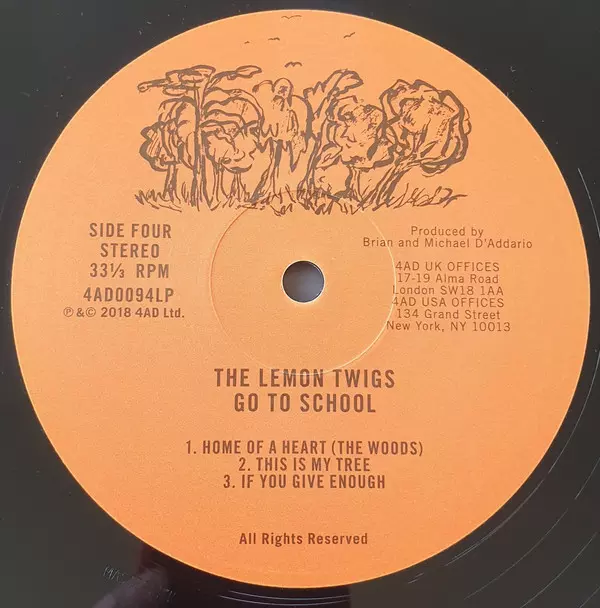 SIDE FOUR
STEREO
33⅓ RPM
4AD0094LP
℗ & © 2018 4AD Ltd.
Produced by
Brian and Michael D'Addario
4AD UK OFFICES
17-19 Alma Road
London SW18 1AA
4AD USA OFFICES
134 Grand Street
New York, NY 10013
THE LEMON TWIGS
GO TO SCHOOL
1. HOME OF A HEART (THE WOODS)
2. THIS IS MY TREE
3. IF YOU GIVE ENOUGH
All Rights Reserved